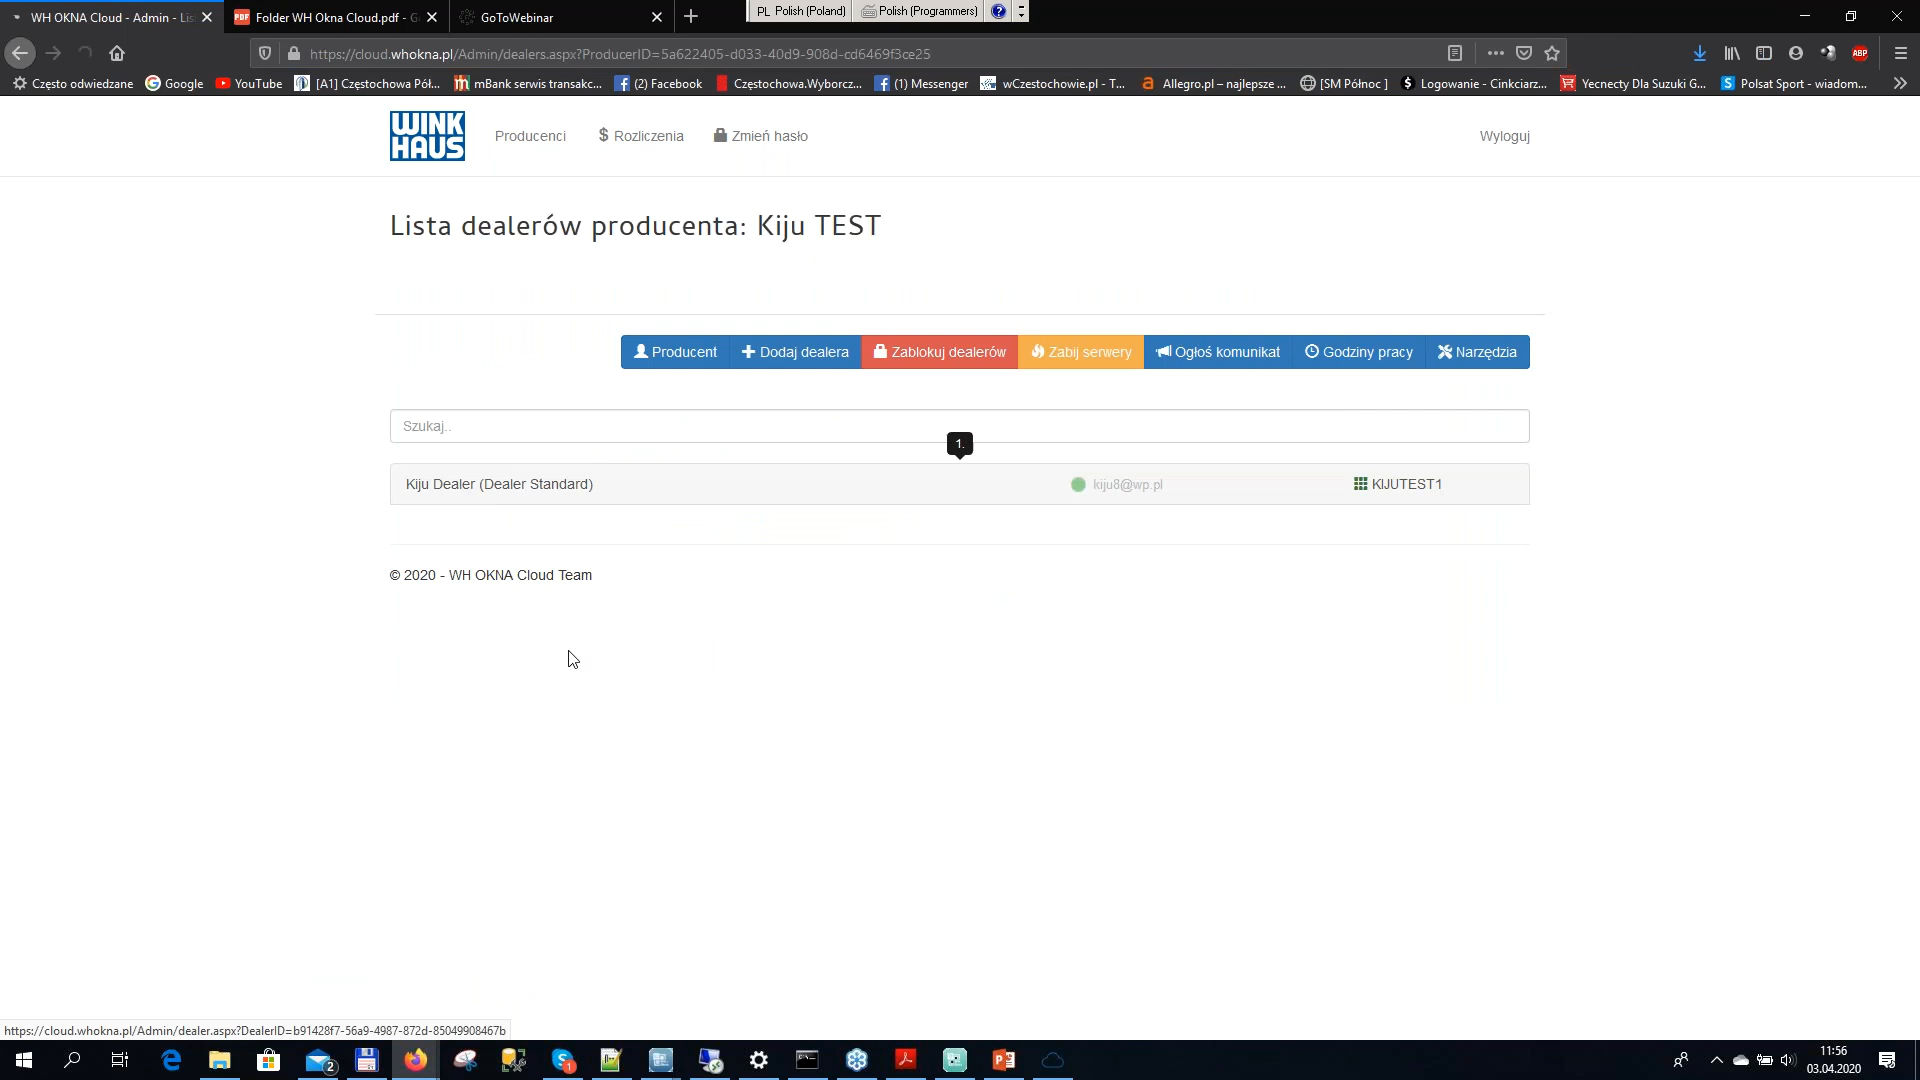 WH OKNA Cloud - Admin - Lis
Folder WH Okna Cloud.pdf - G
GoToWebinar
PL Polish (Poland)
Polish (Programmers)
https://cloud.whokna.pl/Admin/dealers.aspx?ProducerID=5a622405-d033-40d9-908d-cd6469f3ce25
ABP
Często odwiedzane
Google
YouTube
[A1] Częstochowa Pół...
mBank serwis transakc...
(2) Facebook
Częstochowa.Wyborcz...
(1) Messenger
wCzestochowie.pl - T...
Allegro.pl – najlepsze ...
[SM Północ ]
Logowanie - Cinkciarz...
Yecnecty Dla Suzuki G...
Polsat Sport - wiadom...
WINK
HAUS
Producenci
$ Rozliczenia
Zmień hasło
Wyloguj
Lista dealerów producenta: Kiju TEST
Producent
Dodaj dealera
Zablokuj dealerów
Zabij serwery
Ogłoś komunikat
Godziny pracy
Narzędzia
Szukaj..
1.
Kiju Dealer (Dealer Standard)
kiju8@wp.pl
KIJUTEST1
© 2020 - WH OKNA Cloud Team
https://cloud.whokna.pl/Admin/dealer.aspx?DealerID=b91428f7-56a9-4987-872d-85049908467b
2
1
11:56
03.04.2020